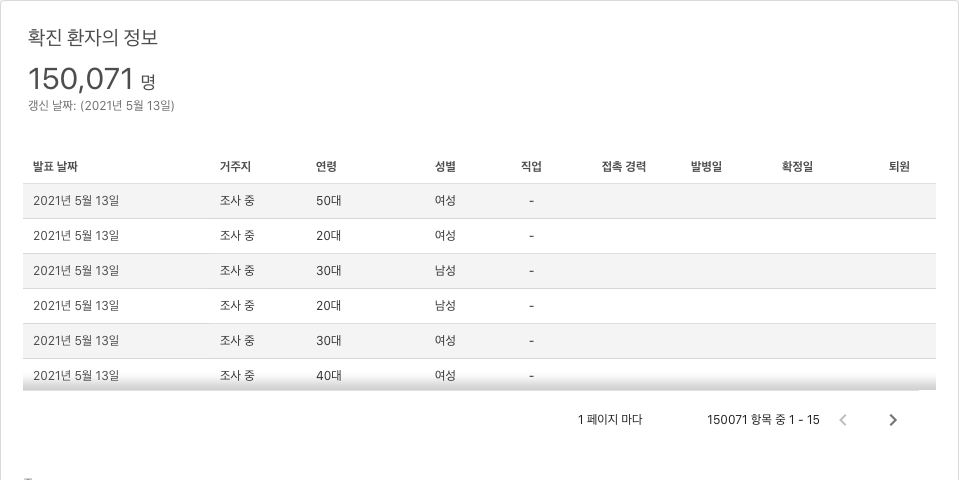 확진 환자의 정보
150,071 명
갱신 날짜: (2021년 5월 13일)
발표 날짜 거주지 연령 성별 직업 접촉 경력 발병일 확정일 퇴원
2021년 5월 13일 조사 중 50대 여성 -
2021년 5월 13일 조사 중 20대 여성 -
2021년 5월 13일 조사 중 30대 남성 -
2021년 5월 13일 조사 중 20대 남성 -
2021년 5월 13일 조사 중 30대 여성 -
2021년 5월 13일 조사 중 40대 여성 -
1 페이지 마다 150071 항목 중 1 - 15